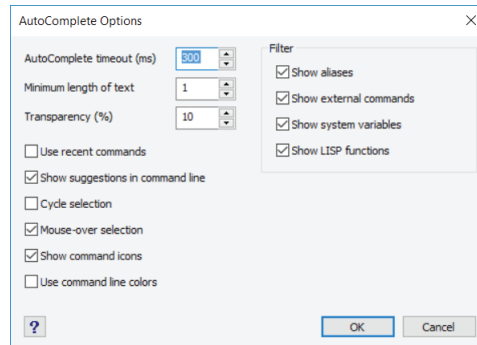 AutoComplete Options
AutoComplete timeout (ms) 300
Minimum length of text 1
Transparency (%) 10
Use recent commands
Show suggestions in command line
Cycle selection
Mouse-over selection
Show command icons
Use command line colors
Filter
Show aliases
Show external commands
Show system variables
Show LISP functions
?
OK
Cancel